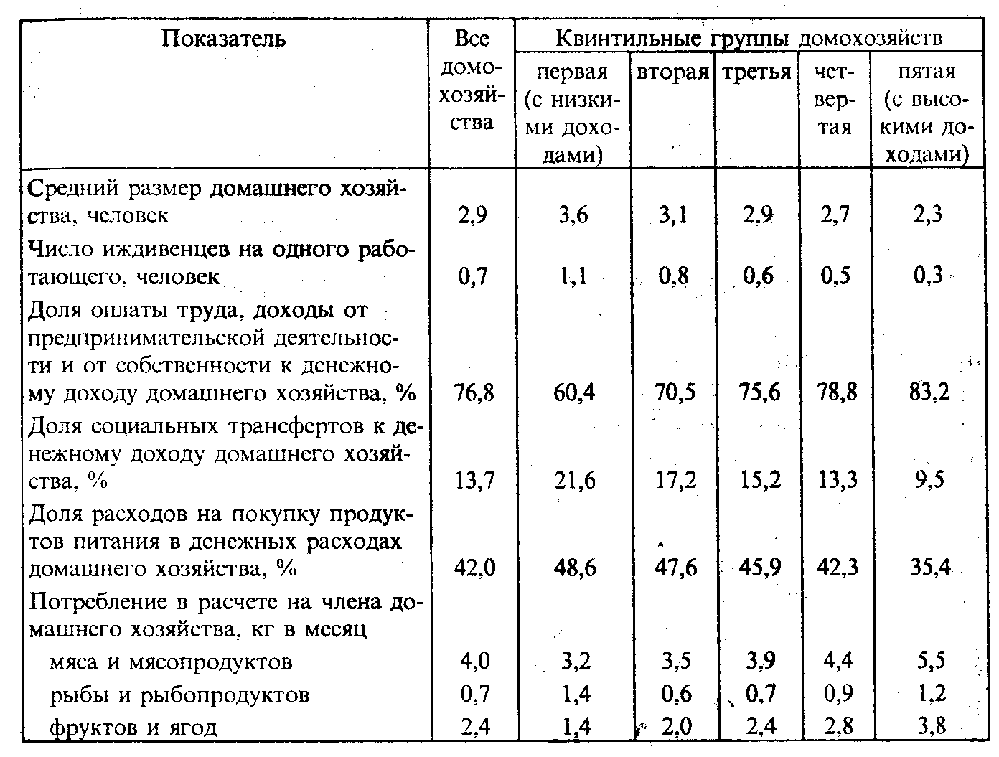 Показатель Все Квинтильные группы домохозяйств
домо- первая вторая третья чет- пятая
хозяй- (с низки- вер- (с высо-
ства ми дохо- тая кими до-
дами) ходами)
Средний размер домашнего хозяй-
ства, человек 2,9 3,6 3,1 2,9 2,7 2,3
Число иждивенцев на одного рабо-
тающего, человек 0,7 1,1 0,8 0,6 0,5 0,3
Доля оплаты труда, доходы от
предпринимательской деятельнос-
ти и от собственности к денежно-
му доходу домашнего хозяйства, % 76,8 60,4 70,5 75,6 78,8 83,2
Доля социальных трансфертов к де-
нежному доходу домашнего хозяй-
ства, % 13,7 21,6 17,2 15,2 13,3 9,5
Доля расходов на покупку продук-
тов питания в денежных расходах
домашнего хозяйства, % 42,0 48,6 47,6 45,9 42,3 35,4
Потребление в расчете на члена до-
машнего хозяйства, кг в месяц
мяса и мясопродуктов 4,0 3,2 3,5 3,9 4,4 5,5
рыбы и рыбопродуктов 0,7 1,4 0,6 0,7 0,9 1,2
фруктов и ягод 2,4 1,4 2,0 2,4 2,8 3,8